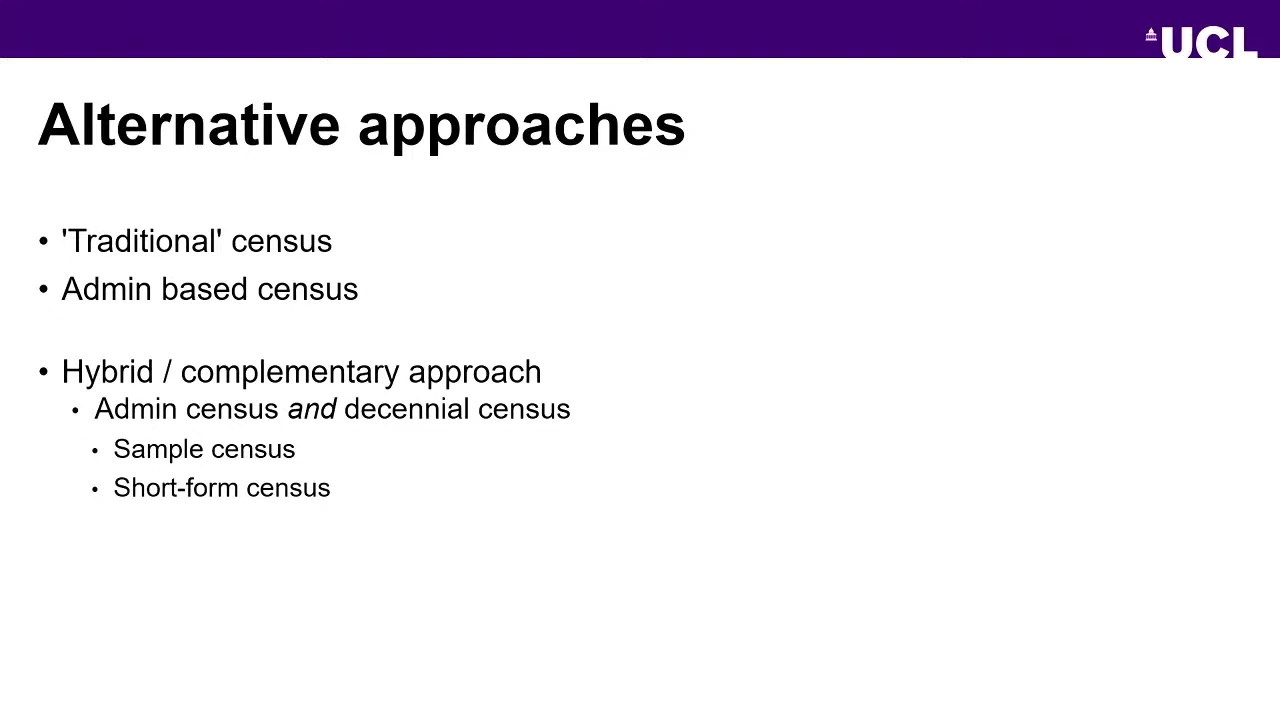 UCL
Alternative approaches
• 'Traditional' census
• Admin based census
• Hybrid / complementary approach
• Admin census and decennial census
• Sample census
• Short-form census